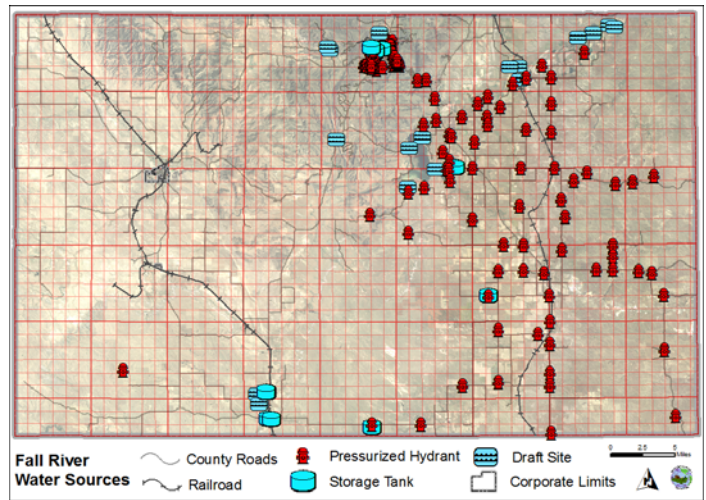 Fall River
Water Sources
County Roads
Railroad
Pressurized Hydrant
Storage Tank
Draft Site
Corporate Limits
0 2.5 5
Miles